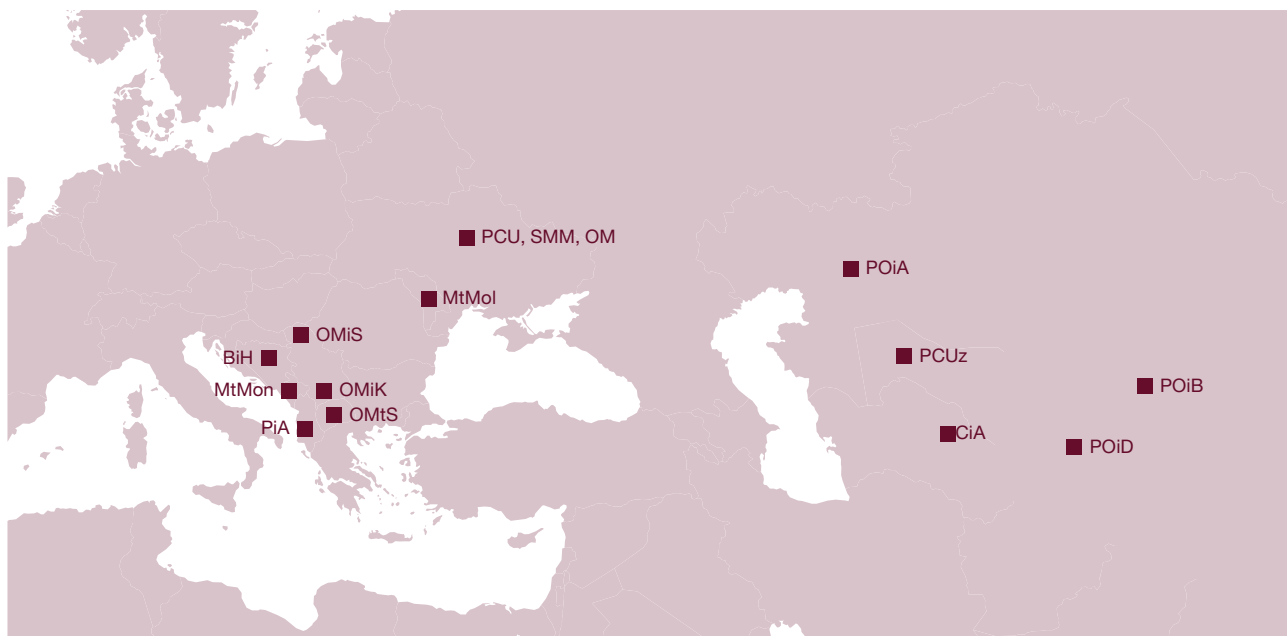 PCU, SMM, OM
POiA
MtMol
OMiS
BiH
PCUz
MtMon
OMiK
POiB
OMtS
PiA
CiA
POiD